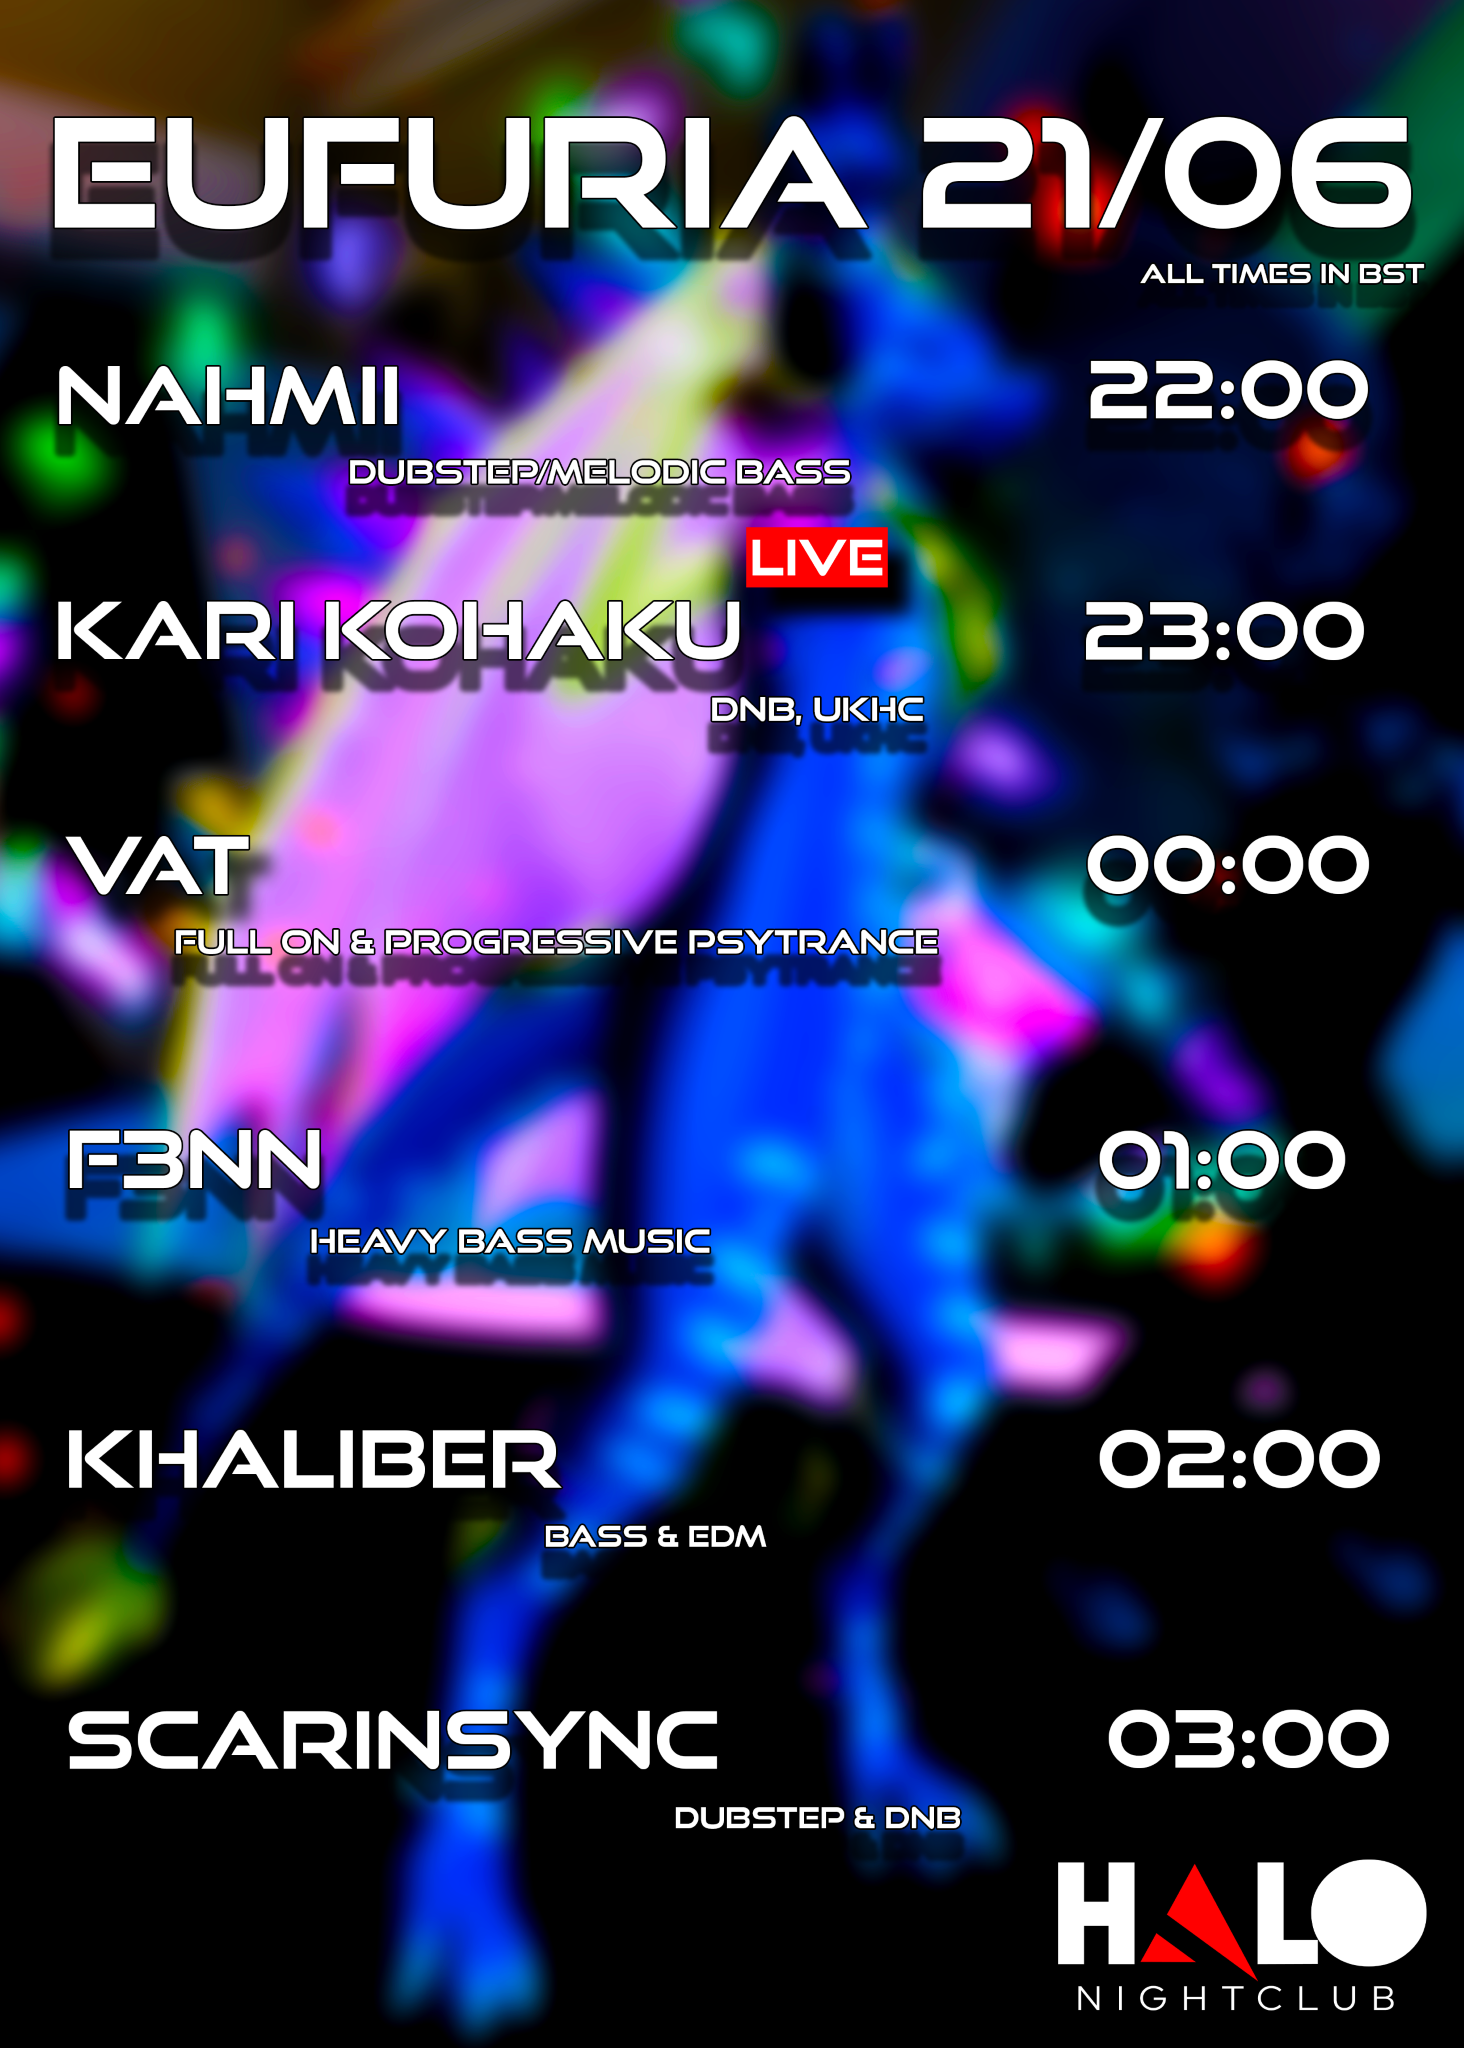 EUFURIA 21/06
ALL TIMES IN BST
NAHMII 22:00
DUBSTEP/MELODIC BASS
LIVE
KARI KOHAKU 23:00
DNB, UKHC
VAT 00:00
FULL ON & PROGRESSIVE PSYTRANCE
F3NN 01:00
HEAVY BASS MUSIC
KHALIBER 02:00
BASS & EDM
SCARINSYNC 03:00
DUBSTEP & DNB
HALO
NIGHTCLUB